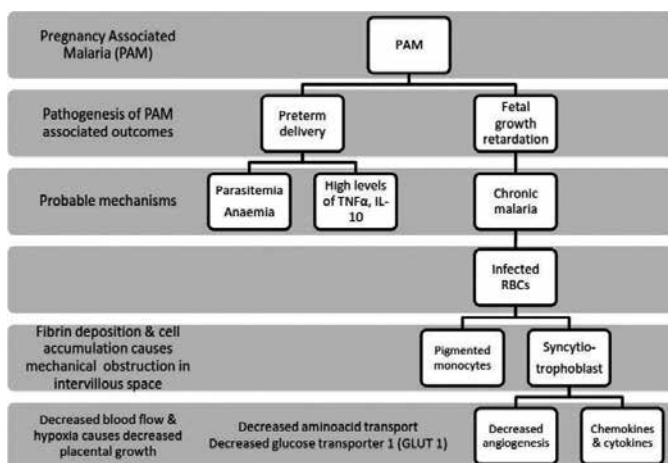 Pregnancy Associated
Malaria (PAM)
PAM
Pathogenesis of PAM
associated outcomes
Preterm
delivery
Fetal
growth
retardation
Probable mechanisms
Parasitemia
Anaemia
High levels
of TNFα, IL-
10
Chronic
malaria
Infected
RBCs
Fibrin deposition & cell
accumulation causes
mechanical obstruction in
intervillous space
Pigmented
monocytes
Syncytio-
trophoblast
Decreased blood flow &
hypoxia causes decreased
placental growth
Decreased aminoacid transport
Decreased glucose transporter 1 (GLUT 1)
Decreased
angiogenesis
Chemokines
& cytokines